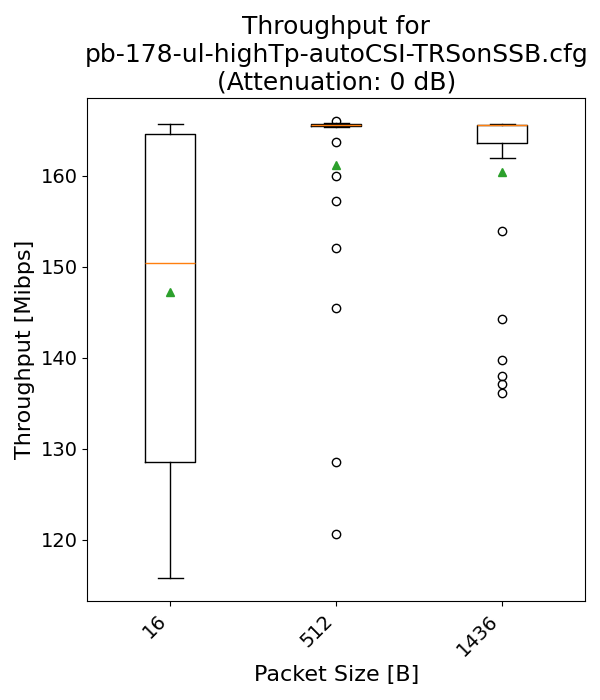 Throughput for
pb-178-ul-highTp-autoCSI-TRSonSSB.cfg
(Attenuation: 0 dB)
Throughput [Mibps]
160
150
140
130
120
16
512
1436
Packet Size [B]